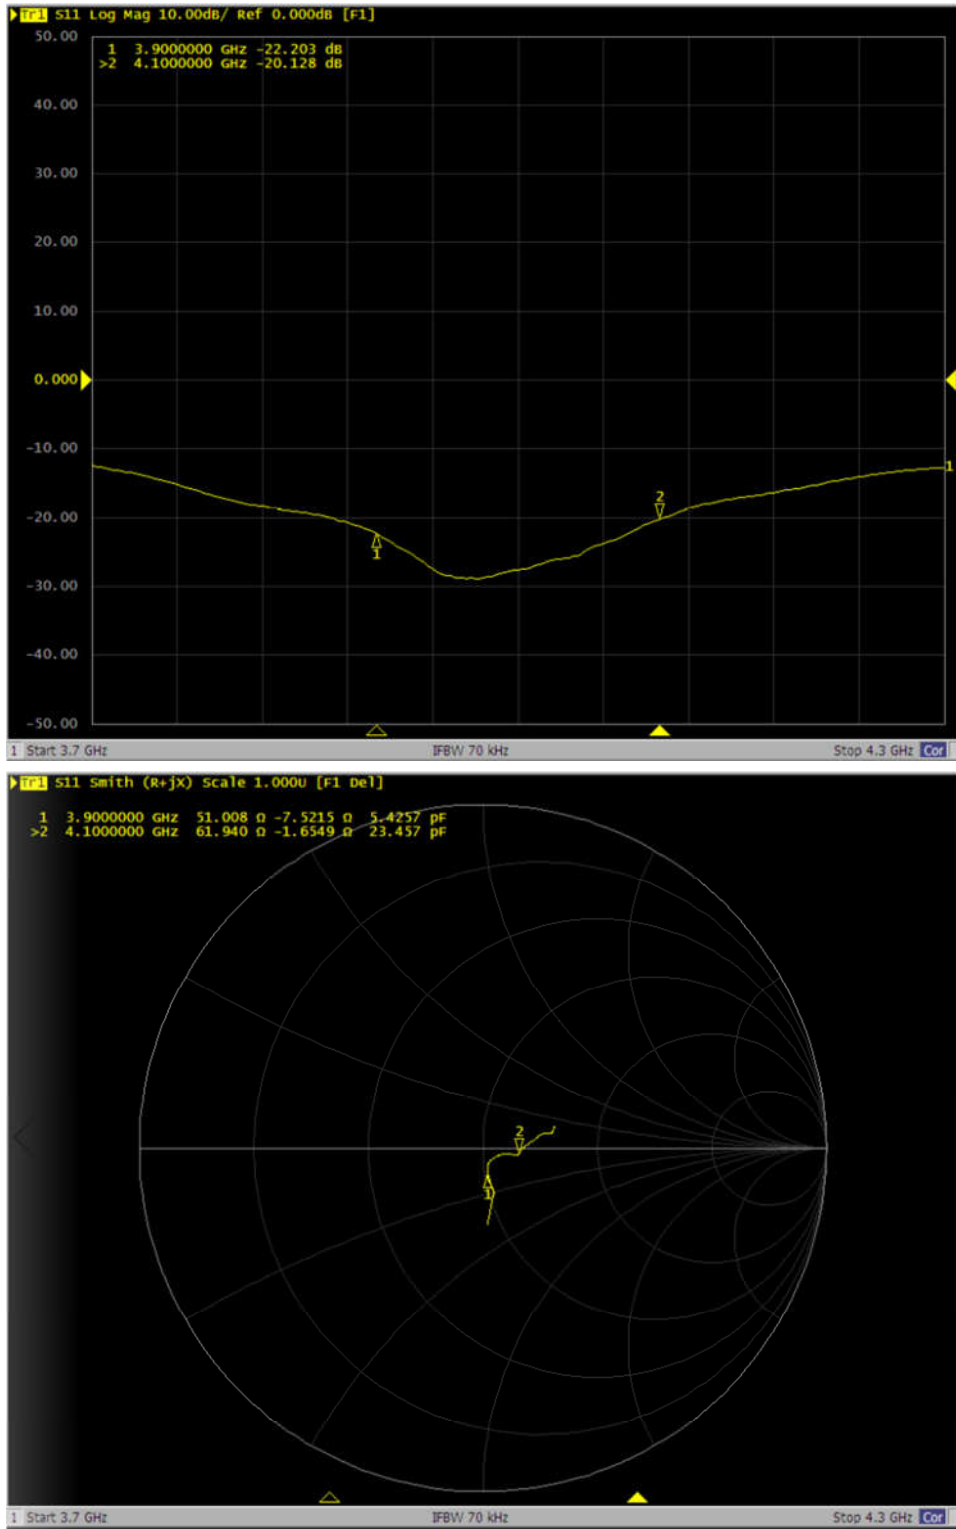 Tr1 S11 Log Mag 10.00dB/ Ref 0.000dB [F1]
50.00
1 3.9000000 GHz -22.203 dB
>2 4.1000000 GHz -20.128 dB
40.00
30.00
20.00
10.00
0.000
-10.00
1
2
-20.00
1
-30.00
-40.00
-50.00
1 Start 3.7 GHz IFBW 70 kHz Stop 4.3 GHz Cor
Tr1 S11 Smith (R+jX) Scale 1.000U [F1 Del]
1 3.9000000 GHz 51.008 Ω -7.5215 Ω 5.4257 pF
>2 4.1000000 GHz 61.940 Ω -1.6549 Ω 23.457 pF
2
1
1 Start 3.7 GHz IFBW 70 kHz Stop 4.3 GHz Cor